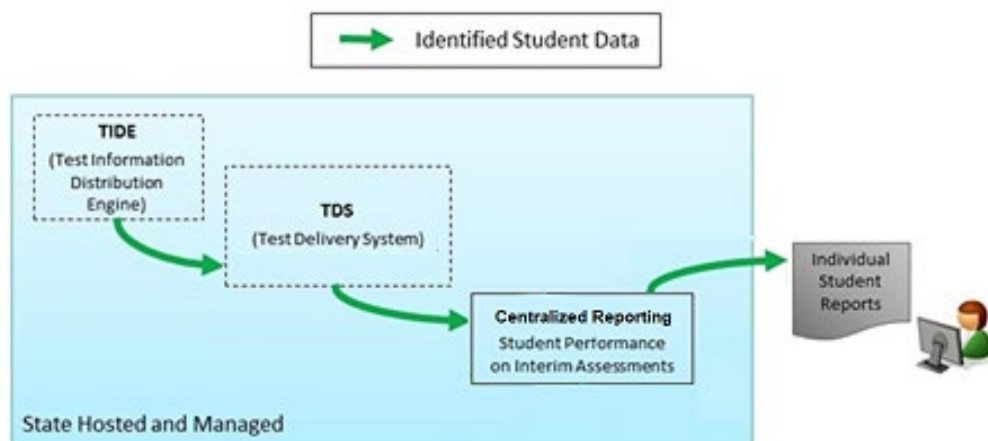 Identified Student Data
TIDE
(Test Information
Distribution
Engine)
TDS
(Test Delivery System)
Centralized Reporting
Student Performance
on Interim Assessments
Individual
Student
Reports
State Hosted and Managed